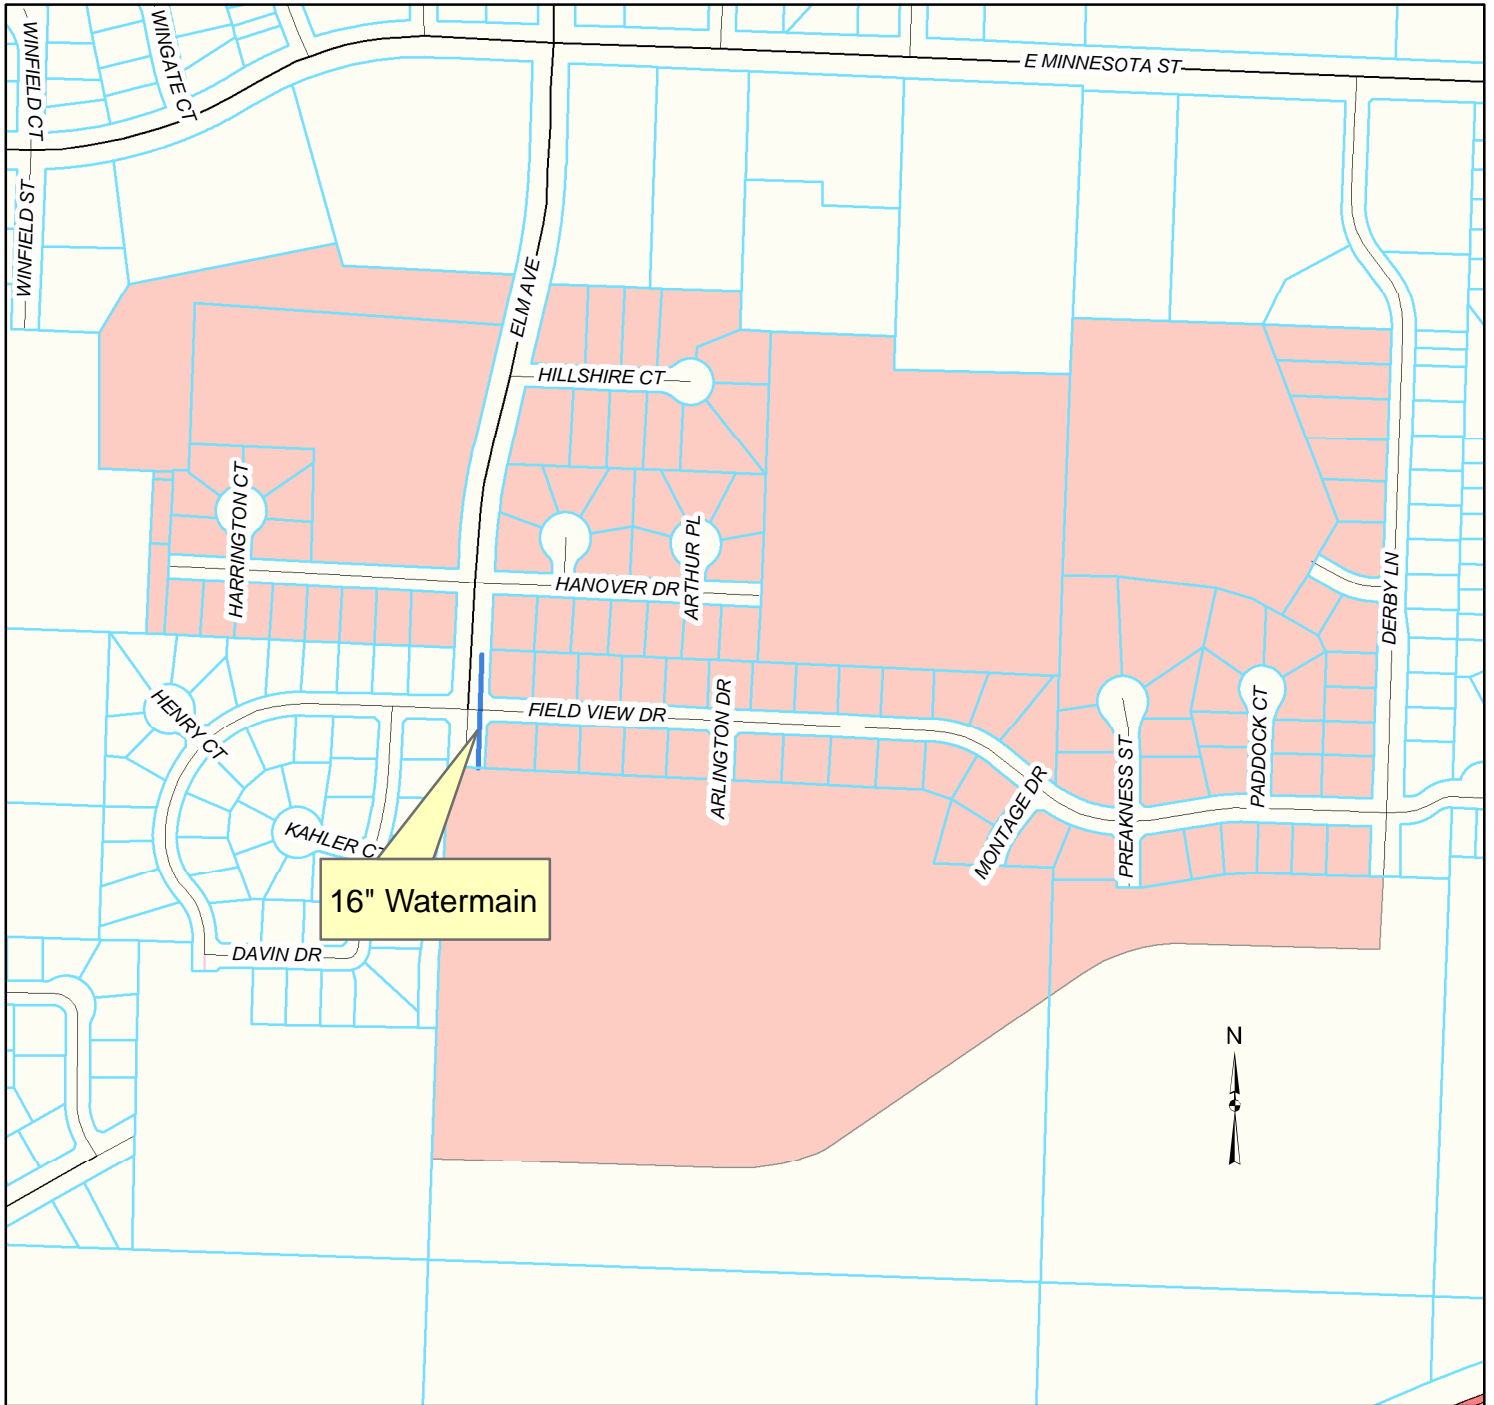 WINFIELD CT
WINGATE CT
E MINNESOTA ST
WINFIELD ST
ELM AVE
HILLSHIRE CT
HARRINGTON CT
ARTHUR PL
HANOVER DR
DERBY LN
HENRY CT
FIELD VIEW DR
ARLINGTON DR
PADDOCK CT
PREAKNESS ST
MONTAGE DR
KAHLER CT
16" Watermain
DAVIN DR
N